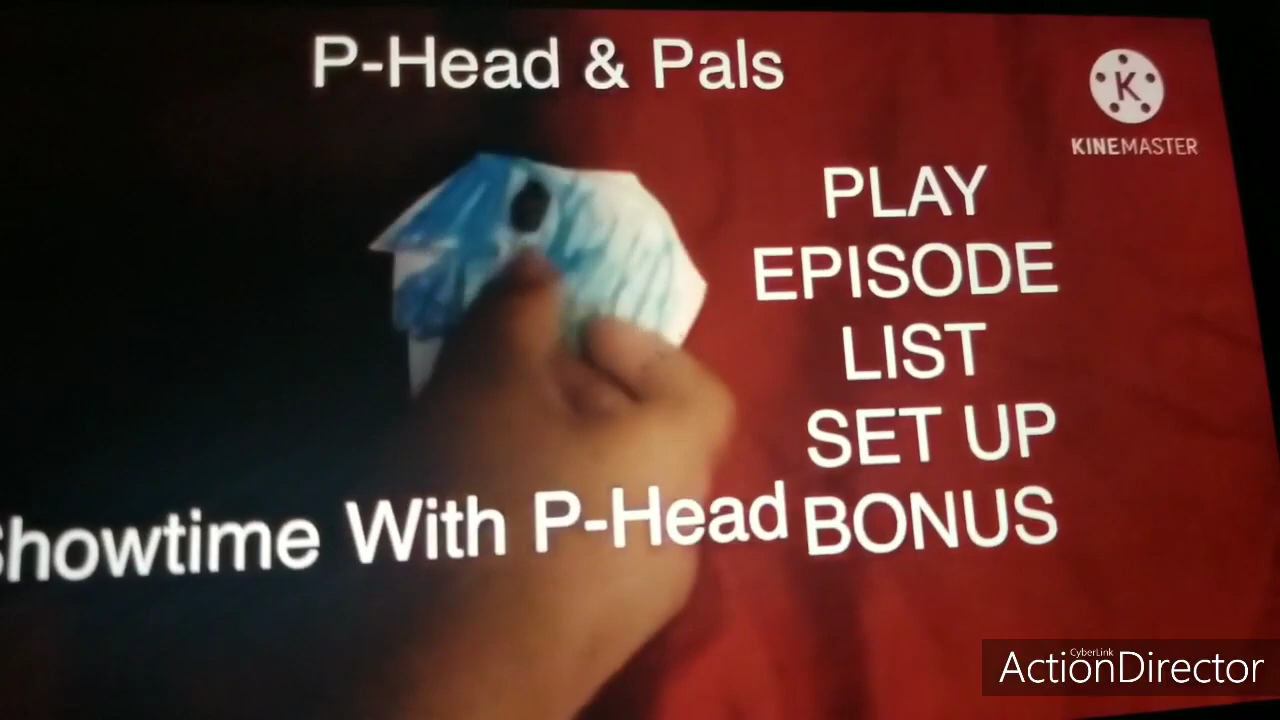 P-Head & Pals
K
KINEMASTER
PLAY
EPISODE
LIST
SET UP
BONUS
Showtime With P-Head
CyberLink
ActionDirector